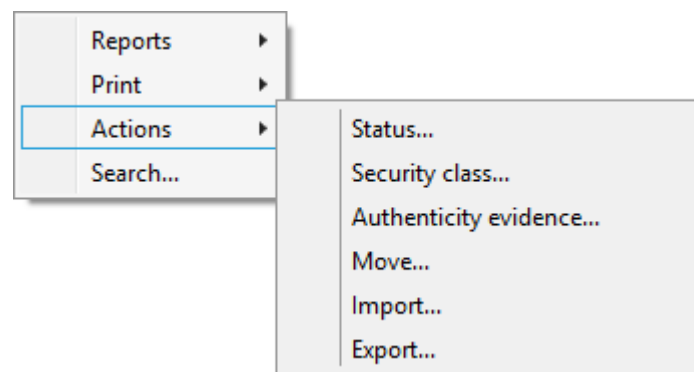 Reports
Print
Actions
Search...
Status...
Security class...
Authenticity evidence...
Move...
Import...
Export...